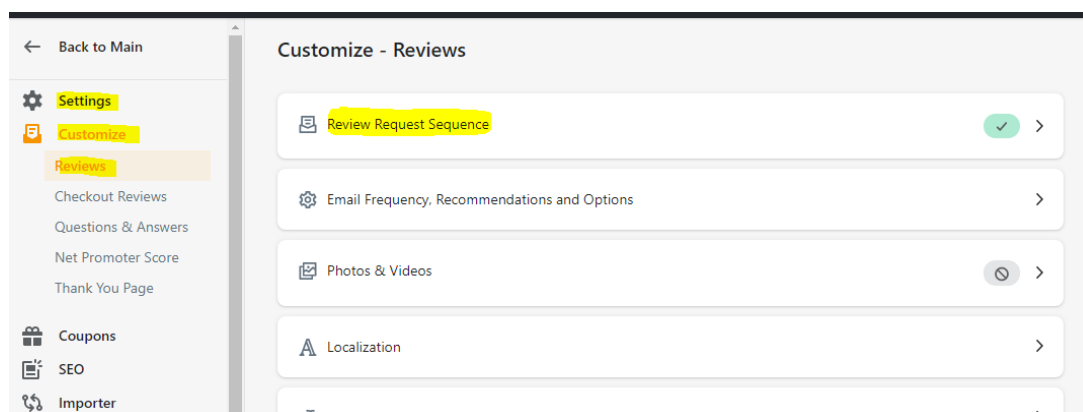 Back to Main
Settings
Customize
Reviews
Checkout Reviews
Questions & Answers
Net Promoter Score
Thank You Page
Coupons
SEO
Importer
Customize - Reviews
Review Request Sequence
Email Frequency, Recommendations and Options
Photos & Videos
Localization